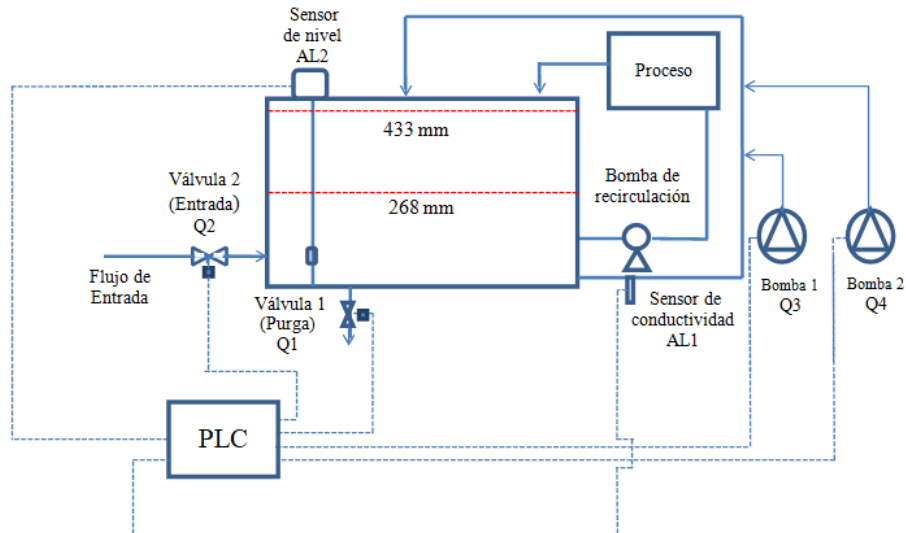 Sensor
de nivel
AL2
Proceso
433 mm
Bomba de
recirculación
Válvula 2
(Entrada)
Q2
268 mm
Flujo de
Entrada
Válvula 1
(Purga)
Q1
Sensor de
conductividad
AL1
Bomba 1
Q3
Bomba 2
Q4
PLC